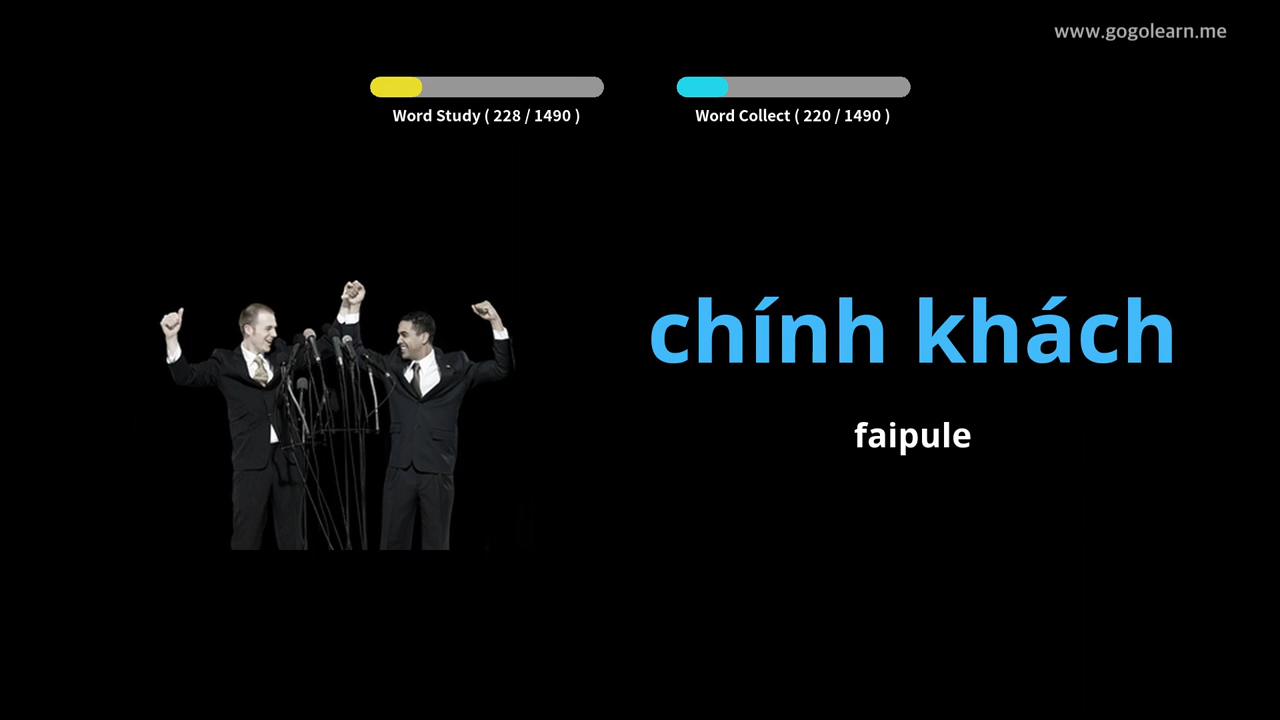 www.gogolearn.me
Word Study ( 228 / 1490 )
Word Collect ( 220 / 1490 )
chính khách
faipule